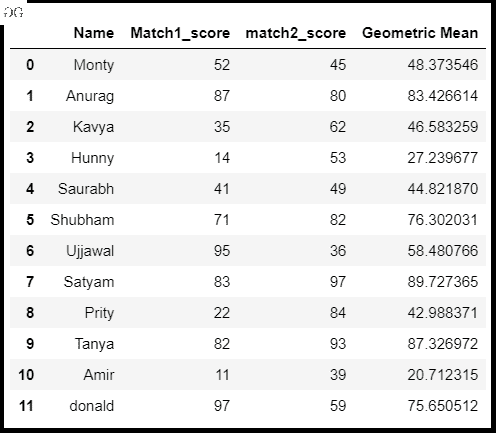 Name Match1_score match2_score Geometric Mean
0 Monty 52 45 48.373546
1 Anurag 87 80 83.426614
2 Kavya 35 62 46.583259
3 Hunny 14 53 27.239677
4 Saurabh 41 49 44.821870
5 Shubham 71 82 76.302031
6 Ujjawal 95 36 58.480766
7 Satyam 83 97 89.727365
8 Prity 22 84 42.988371
9 Tanya 82 93 87.326972
10 Amir 11 39 20.712315
11 donald 97 59 75.650512